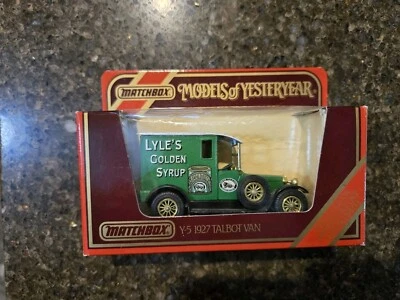 MATCHBOX
MODELS of YESTERYEAR
LYLE'S
GOLDEN
SYRUP
MATCHBOX
Y-5 1927 TALBOT VAN